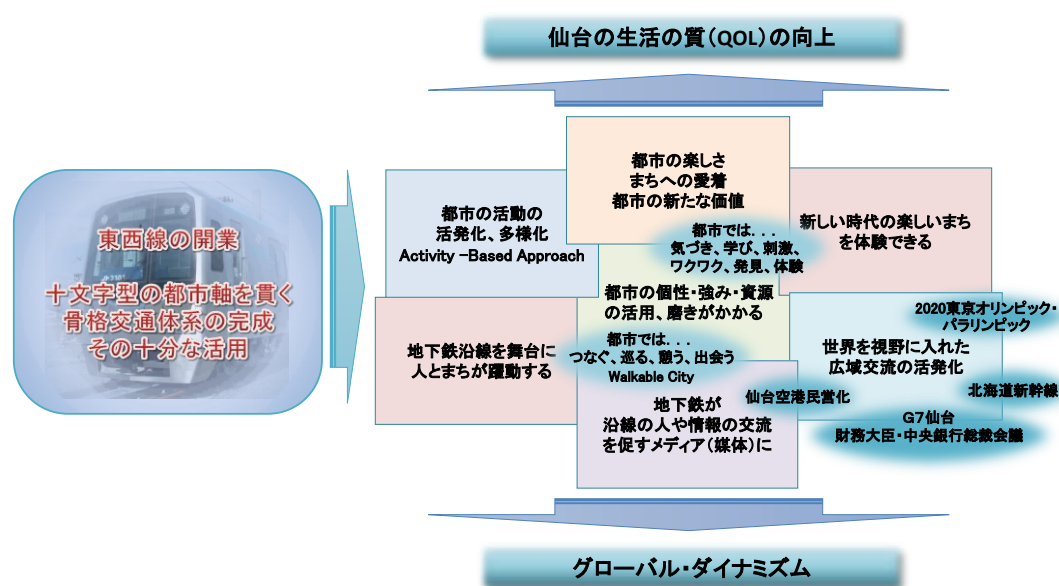 仙台の生活の質(QOL)の向上
東西線の開業
十文字型の都市軸を貫く
骨格交通体系の完成
その十分な活用
都市の楽しさ
まちへの愛着
都市の新たな価値
都市の活動の
活発化、多様化
Activity -Based Approach
新しい時代の楽しいまち
を体験できる
都市では. . .
気づき、学び、刺激、
ワクワク、発見、体験
都市の個性・強み・資源
の活用、磨きがかかる
2020東京オリンピック・
パラリンピック
地下鉄沿線を舞台に
人とまちが躍動する
都市では. . .
つなぐ、巡る、憩う、出会う
Walkable City
世界を視野に入れた
広域交流の活発化
仙台空港民営化
北海道新幹線
地下鉄が
沿線の人や情報の交流
を促すメディア(媒体)に
G7仙台
財務大臣・中央銀行総裁会議
グローバル・ダイナミズム